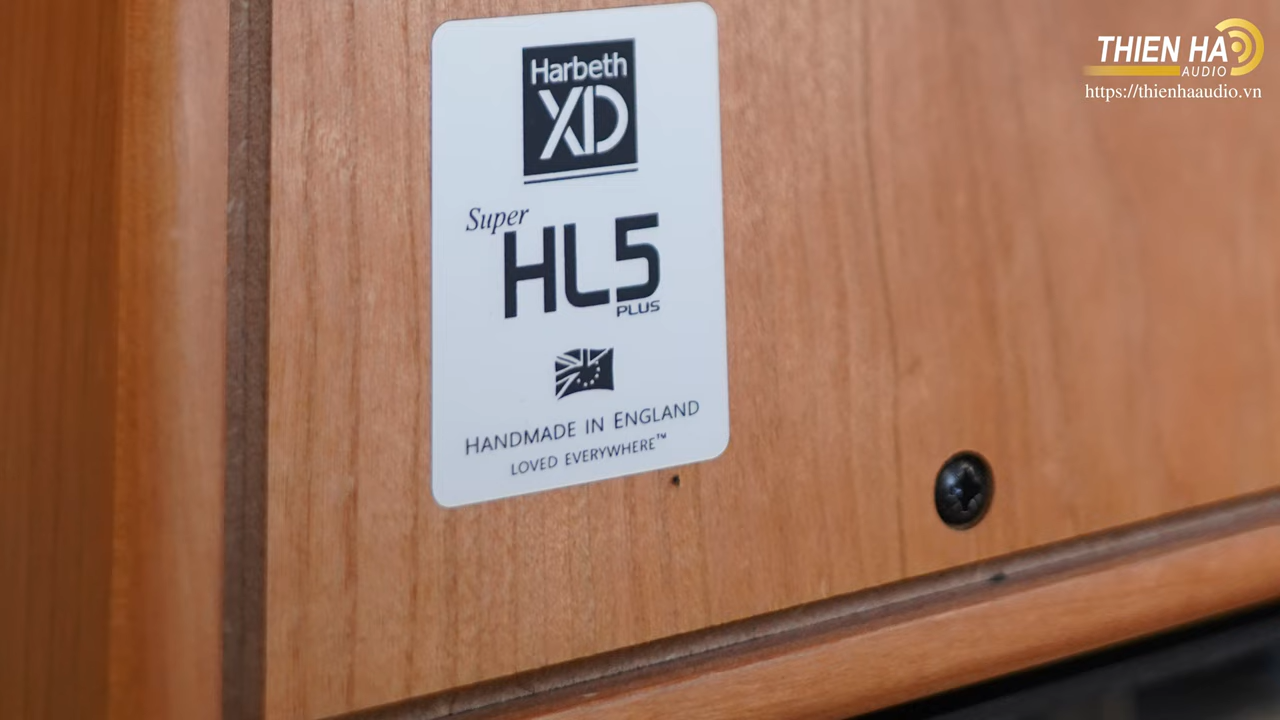 Harbeth
XD
Super
HL5
PLUS
HANDMADE IN ENGLAND
LOVED EVERYWHERE™
THIEN HA
AUDIO
https://thienhaaudio.vn